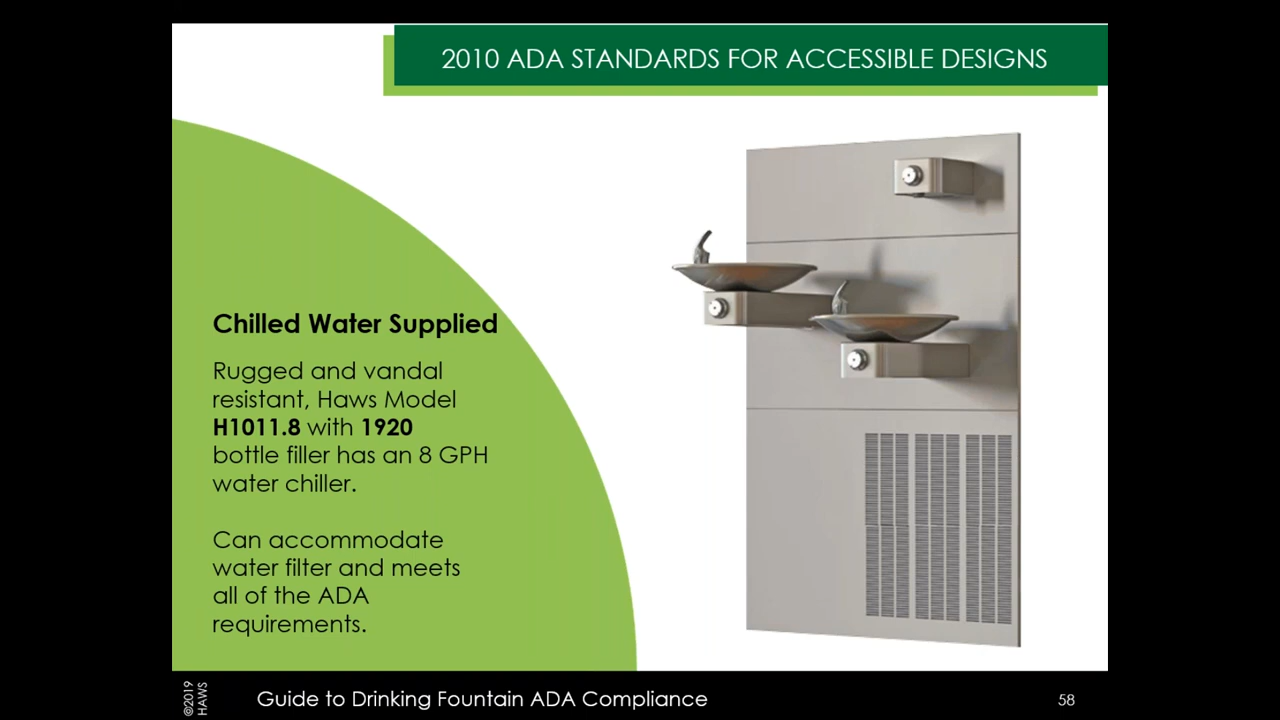 2010 ADA STANDARDS FOR ACCESSIBLE DESIGNS
Chilled Water Supplied
Rugged and vandal
resistant, Haws Model
H1011.8 with 1920
bottle filler has an 8 GPH
water chiller.
Can accommodate
water filter and meets
all of the ADA
requirements.
©2019
HAWS
Guide to Drinking Fountain ADA Compliance
58